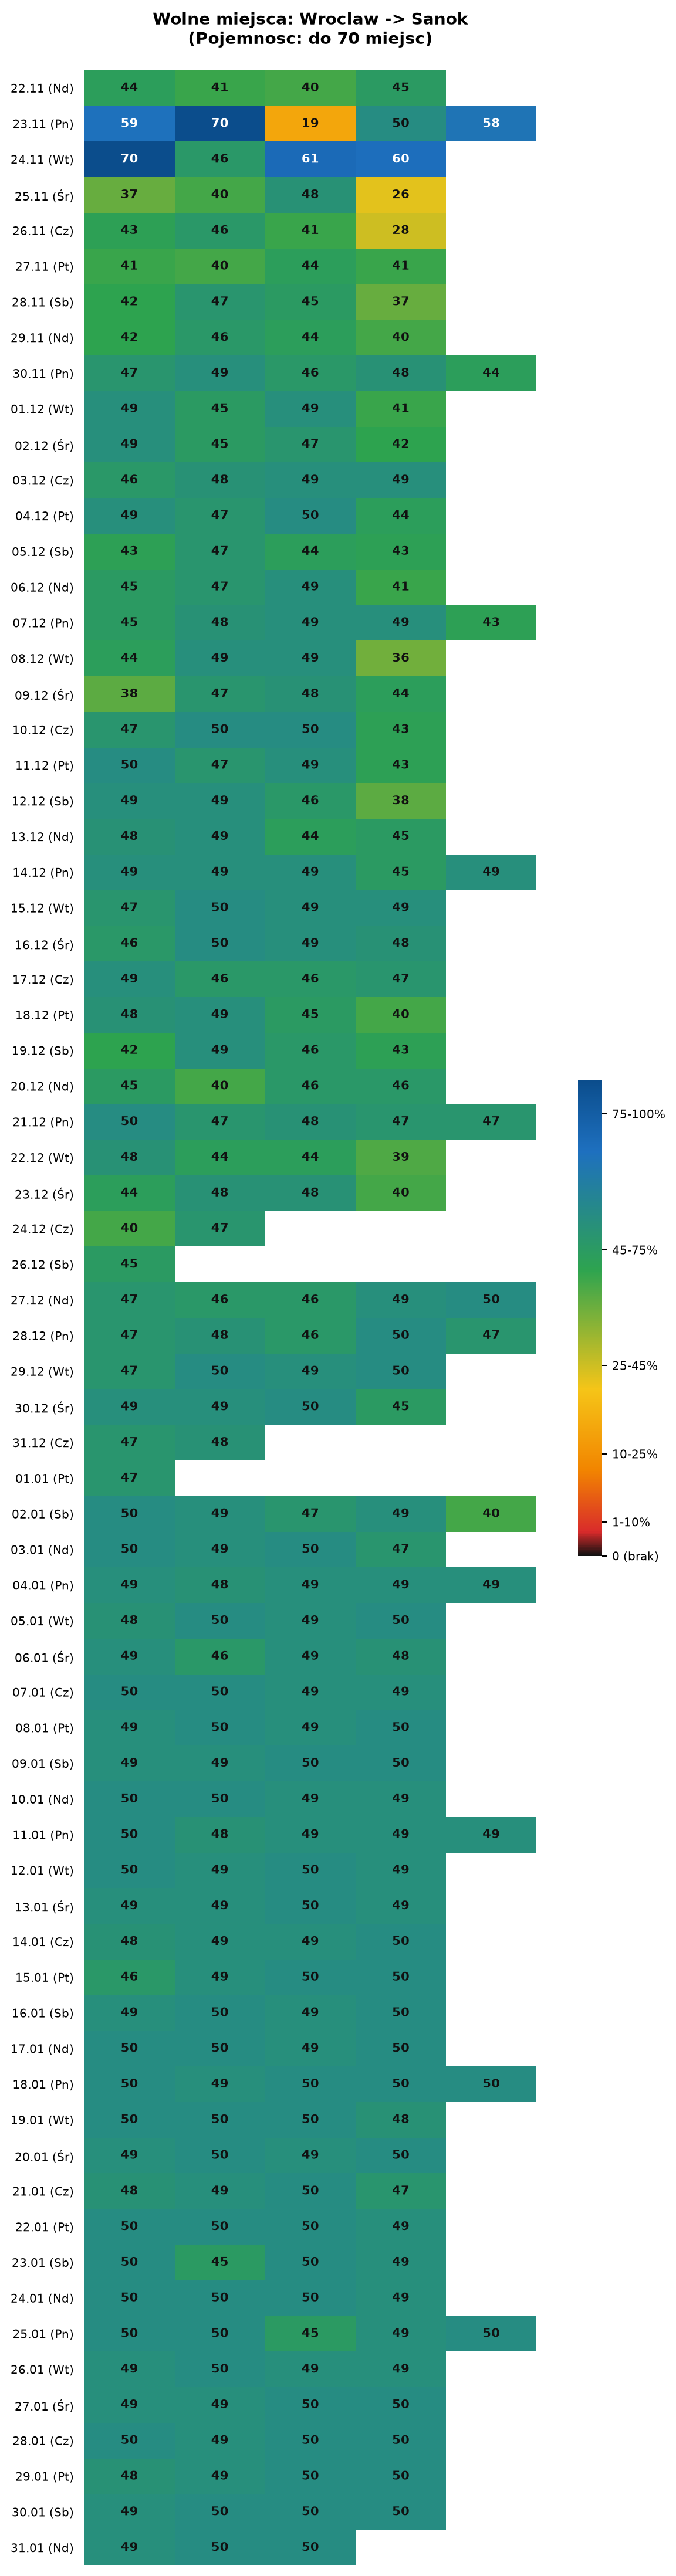 Wolne miejsca: Wroclaw -> Sanok
(Pojemnosc: do 70 miejsc)
22.11 (Nd) 44 41 40 45
23.11 (Pn) 59 70 19 50 58
24.11 (Wt) 70 46 61 60
25.11 (Śr) 37 40 48 26
26.11 (Cz) 43 46 41 28
27.11 (Pt) 41 40 44 41
28.11 (Sb) 42 47 45 37
29.11 (Nd) 42 46 44 40
30.11 (Pn) 47 49 46 48 44
01.12 (Wt) 49 45 49 41
02.12 (Śr) 49 45 47 42
03.12 (Cz) 46 48 49 49
04.12 (Pt) 49 47 50 44
05.12 (Sb) 43 47 44 43
06.12 (Nd) 45 47 49 41
07.12 (Pn) 45 48 49 49 43
08.12 (Wt) 44 49 49 36
09.12 (Śr) 38 47 48 44
10.12 (Cz) 47 50 50 43
11.12 (Pt) 50 47 49 43
12.12 (Sb) 49 49 46 38
13.12 (Nd) 48 49 44 45
14.12 (Pn) 49 49 49 45 49
15.12 (Wt) 47 50 49 49
16.12 (Śr) 46 50 49 48
17.12 (Cz) 49 46 46 47
18.12 (Pt) 48 49 45 40
19.12 (Sb) 42 49 46 43
20.12 (Nd) 45 40 46 46
21.12 (Pn) 50 47 48 47 47
22.12 (Wt) 48 44 44 39
23.12 (Śr) 44 48 48 40
24.12 (Cz) 40 47
26.12 (Sb) 45
27.12 (Nd) 47 46 46 49 50
28.12 (Pn) 47 48 46 50 47
29.12 (Wt) 47 50 49 50
30.12 (Śr) 49 49 50 45
31.12 (Cz) 47 48
01.01 (Pt) 47
02.01 (Sb) 50 49 47 49 40
03.01 (Nd) 50 49 50 47
04.01 (Pn) 49 48 49 49 49
05.01 (Wt) 48 50 49 50
06.01 (Śr) 49 46 49 48
07.01 (Cz) 50 50 49 49
08.01 (Pt) 49 50 49 50
09.01 (Sb) 49 49 50 50
10.01 (Nd) 50 50 49 49
11.01 (Pn) 50 48 49 49 49
12.01 (Wt) 50 49 50 49
13.01 (Śr) 49 49 50 49
14.01 (Cz) 48 49 49 50
15.01 (Pt) 46 49 50 50
16.01 (Sb) 49 50 49 50
17.01 (Nd) 50 50 49 50
18.01 (Pn) 50 49 50 50 50
19.01 (Wt) 50 50 50 48
20.01 (Śr) 49 50 49 50
21.01 (Cz) 48 49 50 47
22.01 (Pt) 50 50 50 49
23.01 (Sb) 50 45 50 49
24.01 (Nd) 50 50 50 49
25.01 (Pn) 50 50 45 49 50
26.01 (Wt) 49 50 49 49
27.01 (Śr) 49 49 50 50
28.01 (Cz) 50 49 50 50
29.01 (Pt) 48 49 50 50
30.01 (Sb) 49 50 50 50
31.01 (Nd) 49 50 50
75-100%
45-75%
25-45%
10-25%
1-10%
0 (brak)